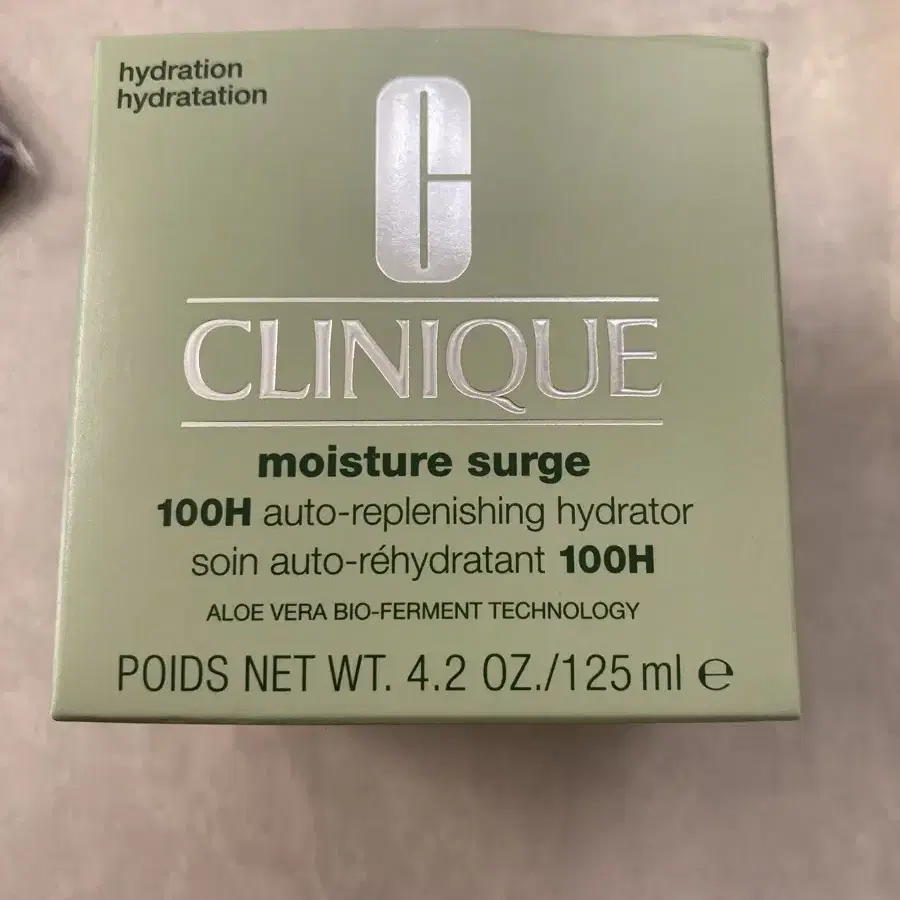 hydration
hydratation
C
CLINIQUE
moisture surge
100H auto-replenishing hydrator
soin auto-réhydratant 100H
ALOE VERA BIO-FERMENT TECHNOLOGY
POIDS NET WT. 4.2 OZ./125 ml ℮